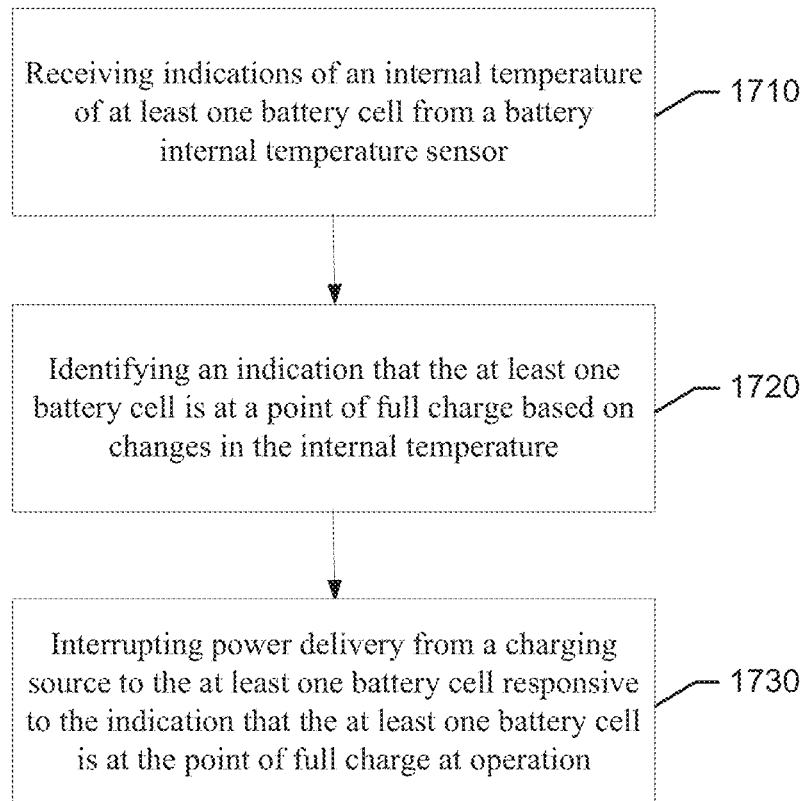 Receiving indications of an internal temperature
of at least one battery cell from a battery
internal temperature sensor
1710
Identifying an indication that the at least one
battery cell is at a point of full charge based on
changes in the internal temperature
1720
Interrupting power delivery from a charging
source to the at least one battery cell responsive
to the indication that the at least one battery cell
is at the point of full charge at operation
1730